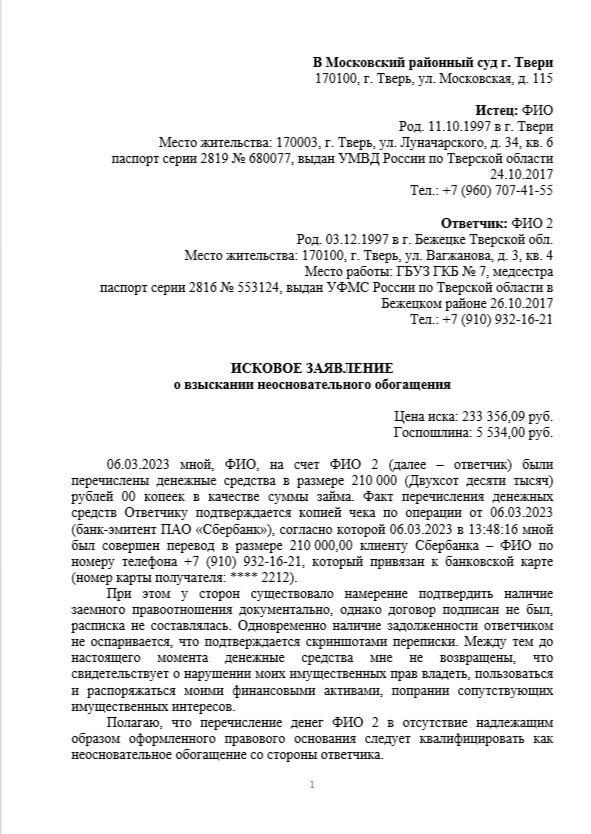 В Московский районный суд г. Твери
170100, г. Тверь, ул. Московская, д. 115
Истец: ФИО
Род. 11.10.1997 в г. Твери
Место жительства: 170003, г. Тверь, ул. Луначарского, д. 34, кв. 6
паспорт серии 2819 № 680077, выдан УМВД России по Тверской области
24.10.2017
Тел.: +7 (960) 707-41-55
Ответчик: ФИО 2
Род. 03.12.1997 в г. Бежецке Тверской обл.
Место жительства: 170100, г. Тверь, ул. Вагжанова, д. 3, кв. 4
Место работы: ГБУЗ ГКБ № 7, медсестра
паспорт серии 2816 № 553124, выдан УФМС России по Тверской области в
Бежецком районе 26.10.2017
Тел.: +7 (910) 932-16-21
ИСКОВОЕ ЗАЯВЛЕНИЕ
о взыскании неосновательного обогащения
Цена иска: 233 356,09 руб.
Госпошлина: 5 534,00 руб.
06.03.2023 мной, ФИО, на счет ФИО 2 (далее – ответчик) были
перечислены денежные средства в размере 210 000 (Двухсот десяти тысяч)
рублей 00 копеек в качестве суммы займа. Факт перечисления денежных
средств Ответчику подтверждается копией чека по операции от 06.03.2023
(банк-эмитент ПАО «Сбербанк»), согласно которой 06.03.2023 в 13:48:16 мной
был совершен перевод в размере 210 000,00 клиенту Сбербанка – ФИО по
номеру телефона +7 (910) 932-16-21, который привязан к банковской карте
(номер карты получателя: **** 2212).
При этом у сторон существовало намерение подтвердить наличие
заемного правоотношения документально, однако договор подписан не был,
расписка не составлялась. Одновременно наличие задолженности ответчиком
не оспаривается, что подтверждается скриншотами переписки. Между тем до
настоящего момента денежные средства мне не возвращены, что
свидетельствует о нарушении моих имущественных прав владеть, пользоваться
и распоряжаться моими финансовыми активами, попрании сопутствующих
имущественных интересов.
Полагаю, что перечисление денег ФИО 2 в отсутствие надлежащим
образом оформленного правового основания следует квалифицировать как
неосновательное обогащение со стороны ответчика.
1